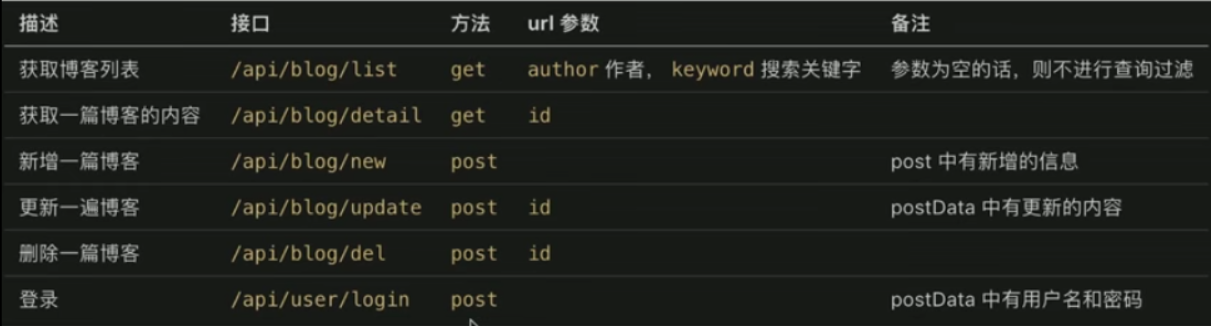 描述 接口 方法 url 参数 备注
获取博客列表 /api/blog/list get author 作者， keyword 搜索关键字 参数为空的话，则不进行查询过滤
获取一篇博客的内容 /api/blog/detail get id
新增一篇博客 /api/blog/new post post 中有新增的信息
更新一遍博客 /api/blog/update post id postData 中有更新的内容
删除一篇博客 /api/blog/del post id
登录 /api/user/login post postData 中有用户名和密码